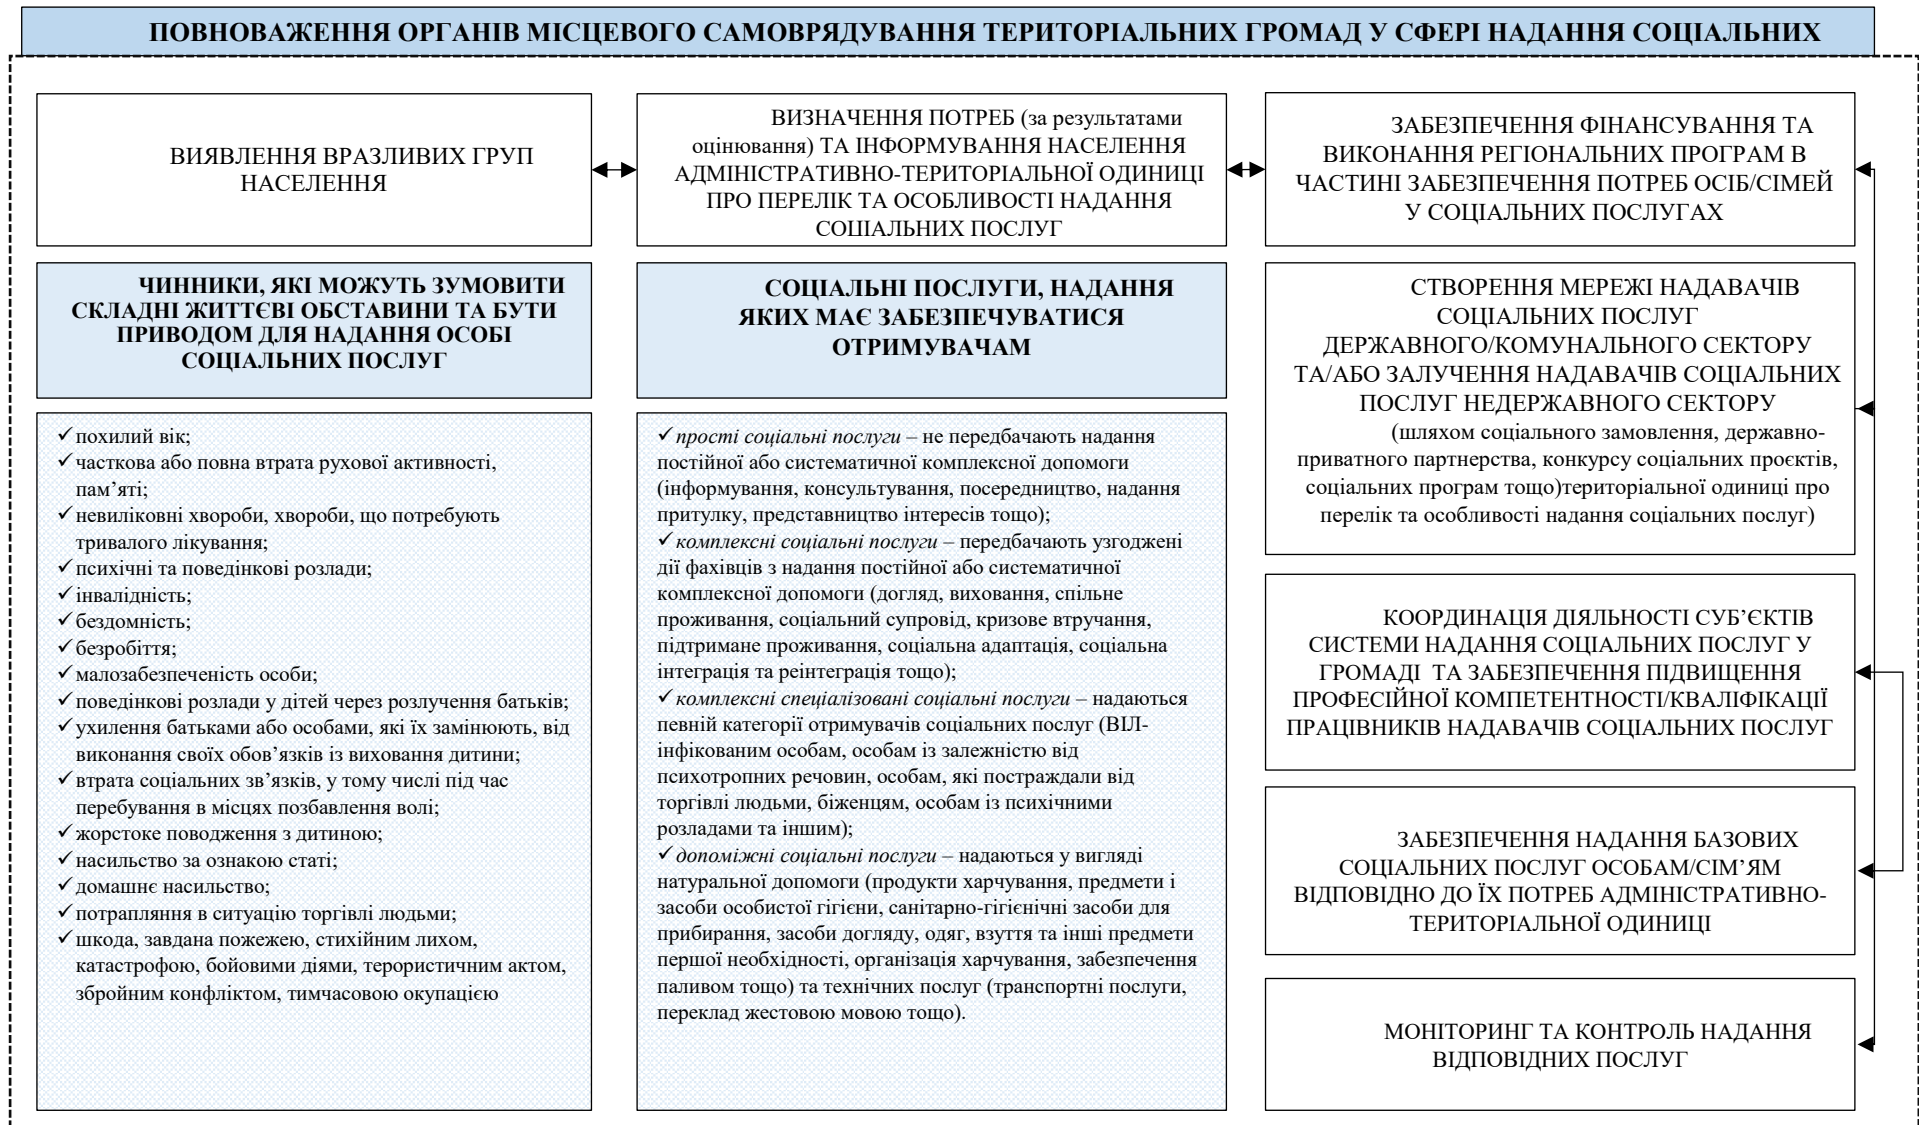 ПОВНОВАЖЕННЯ ОРГАНІВ МІСЦЕВОГО САМОВРЯДУВАННЯ ТЕРИТОРІАЛЬНИХ ГРОМАД У СФЕРІ НАДАННЯ СОЦІАЛЬНИХ
ВИЯВЛЕННЯ ВРАЗЛИВИХ ГРУП
НАСЕЛЕННЯ
ВИЗНАЧЕННЯ ПОТРЕБ (за результатами
оцінювання) ТА ІНФОРМУВАННЯ НАСЕЛЕННЯ
АДМІНІСТРАТИВНО-ТЕРИТОРІАЛЬНОЇ ОДИНИЦІ
ПРО ПЕРЕЛІК ТА ОСОБЛИВОСТІ НАДАННЯ
СОЦІАЛЬНИХ ПОСЛУГ
ЗАБЕЗПЕЧЕННЯ ФІНАНСУВАННЯ ТА
ВИКОНАННЯ РЕГІОНАЛЬНИХ ПРОГРАМ В
ЧАСТИНІ ЗАБЕЗПЕЧЕННЯ ПОТРЕБ ОСІБ/СІМЕЙ
У СОЦІАЛЬНИХ ПОСЛУГАХ
ЧИННИКИ, ЯКІ МОЖУТЬ ЗУМОВИТИ
СКЛАДНІ ЖИТТЄВІ ОБСТАВИНИ ТА БУТИ
ПРИВОДОМ ДЛЯ НАДАННЯ ОСОБІ
СОЦІАЛЬНИХ ПОСЛУГ
✓ похилий вік;
✓ часткова або повна втрата рухової активності,
пам’яті;
✓ невиліковні хвороби, хвороби, що потребують
тривалого лікування;
✓ психічні та поведінкові розлади;
✓ інвалідність;
✓ бездомність;
✓ безробіття;
✓ малозабезпеченість особи;
✓ поведінкові розлади у дітей через розлучення батьків;
✓ ухилення батьками або особами, які їх замінюють, від
виконання своїх обов’язків із виховання дитини;
✓ втрата соціальних зв’язків, у тому числі під час
перебування в місцях позбавлення волі;
✓ жорстоке поводження з дитиною;
✓ насильство за ознакою статі;
✓ домашнє насильство;
✓ потрапляння в ситуацію торгівлі людьми;
✓ шкода, завдана пожежею, стихійним лихом,
катастрофою, бойовими діями, терористичним актом,
збройним конфліктом, тимчасовою окупацією
СОЦІАЛЬНІ ПОСЛУГИ, НАДАННЯ
ЯКИХ МАЄ ЗАБЕЗПЕЧУВАТИСЯ
ОТРИМУВАЧАМ
✓ прості соціальні послуги – не передбачають надання
постійної або систематичної комплексної допомоги
(інформування, консультування, посередництво, надання
притулку, представництво інтересів тощо);
✓ комплексні соціальні послуги – передбачають узгоджені
дії фахівців з надання постійної або систематичної
комплексної допомоги (догляд, виховання, спільне
проживання, соціальний супровід, кризове втручання,
підтримане проживання, соціальна адаптація, соціальна
інтеграція та реінтеграція тощо);
✓ комплексні спеціалізовані соціальні послуги – надаються
певній категорії отримувачів соціальних послуг (ВІЛ-
інфікованим особам, особам із залежністю від
психотропних речовин, особам, які постраждали від
торгівлі людьми, біженцям, особам із психічними
розладами та іншим);
✓ допоміжні соціальні послуги – надаються у вигляді
натуральної допомоги (продукти харчування, предмети і
засоби особистої гігієни, санітарно-гігієнічні засоби для
прибирання, засоби догляду, одяг, взуття та інші предмети
першої необхідності, організація харчування, забезпечення
паливом тощо) та технічних послуг (транспортні послуги,
переклад жестовою мовою тощо).
СТВОРЕННЯ МЕРЕЖІ НАДАВАЧІВ
СОЦІАЛЬНИХ ПОСЛУГ
ДЕРЖАВНОГО/КОМУНАЛЬНОГО СЕКТОРУ
ТА/АБО ЗАЛУЧЕННЯ НАДАВАЧІВ СОЦІАЛЬНИХ
ПОСЛУГ НЕДЕРЖАВНОГО СЕКТОРУ
(шляхом соціального замовлення, державно-
приватного партнерства, конкурсу соціальних проєктів,
соціальних програм тощо)територіальної одиниці про
перелік та особливості надання соціальних послуг)
КООРДИНАЦІЯ ДІЯЛЬНОСТІ СУБ’ЄКТІВ
СИСТЕМИ НАДАННЯ СОЦІАЛЬНИХ ПОСЛУГ У
ГРОМАДІ ТА ЗАБЕЗПЕЧЕННЯ ПІДВИЩЕННЯ
ПРОФЕСІЙНОЇ КОМПЕТЕНТНОСТІ/КВАЛІФІКАЦІЇ
ПРАЦІВНИКІВ НАДАВАЧІВ СОЦІАЛЬНИХ ПОСЛУГ
ЗАБЕЗПЕЧЕННЯ НАДАННЯ БАЗОВИХ
СОЦІАЛЬНИХ ПОСЛУГ ОСОБАМ/СІМ’ЯМ
ВІДПОВІДНО ДО ЇХ ПОТРЕБ АДМІНІСТРАТИВНО-
ТЕРИТОРІАЛЬНОЇ ОДИНИЦІ
МОНІТОРИНГ ТА КОНТРОЛЬ НАДАННЯ
ВІДПОВІДНИХ ПОСЛУГ